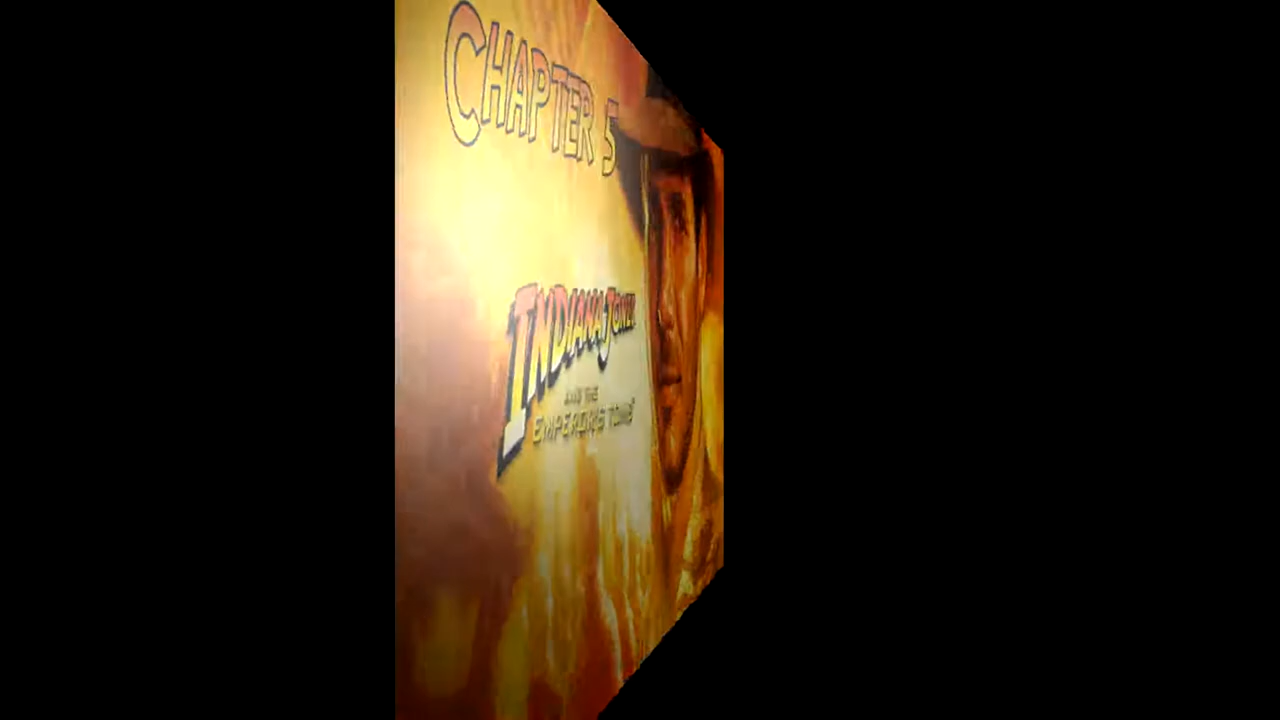 CHAPTER 5
INDIANA JONES
AND THE
EMPEROR'S TOMB